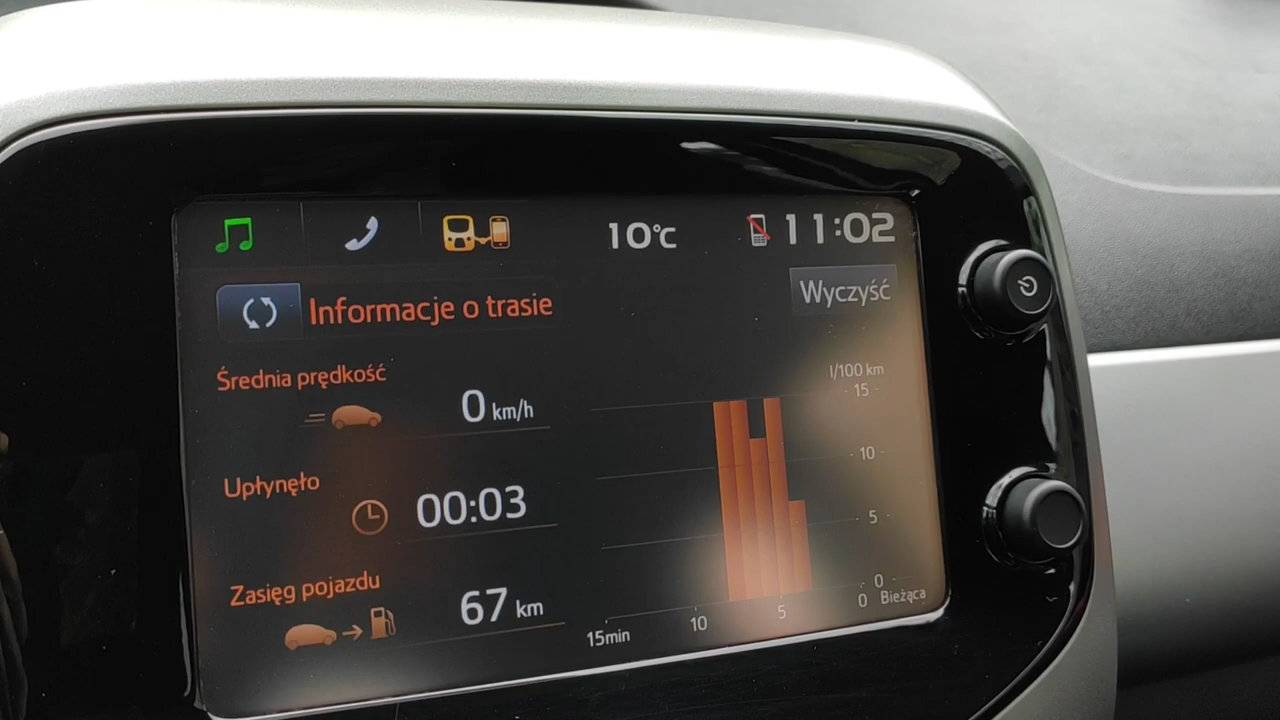 10°C
11:02
Informacje o trasie
Wyczyść
Średnia prędkość
0 km/h
Upłynęło
00:03
Zasięg pojazdu
67 km
l/100 km
15
10
5
0
15min
10
5
0
Bieżąca